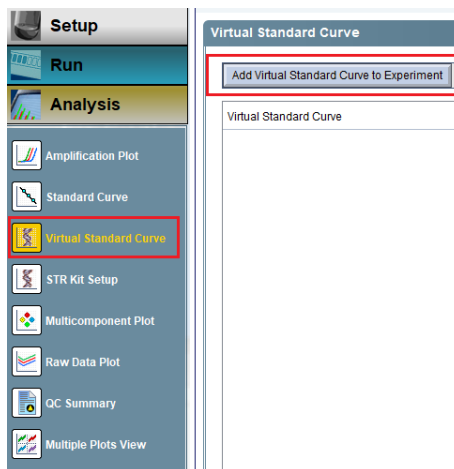 Setup
Run
Analysis
Amplification Plot
Standard Curve
Virtual Standard Curve
STR Kit Setup
Multicomponent Plot
Raw Data Plot
QC Summary
Multiple Plots View
Virtual Standard Curve
Add Virtual Standard Curve to Experiment
Virtual Standard Curve